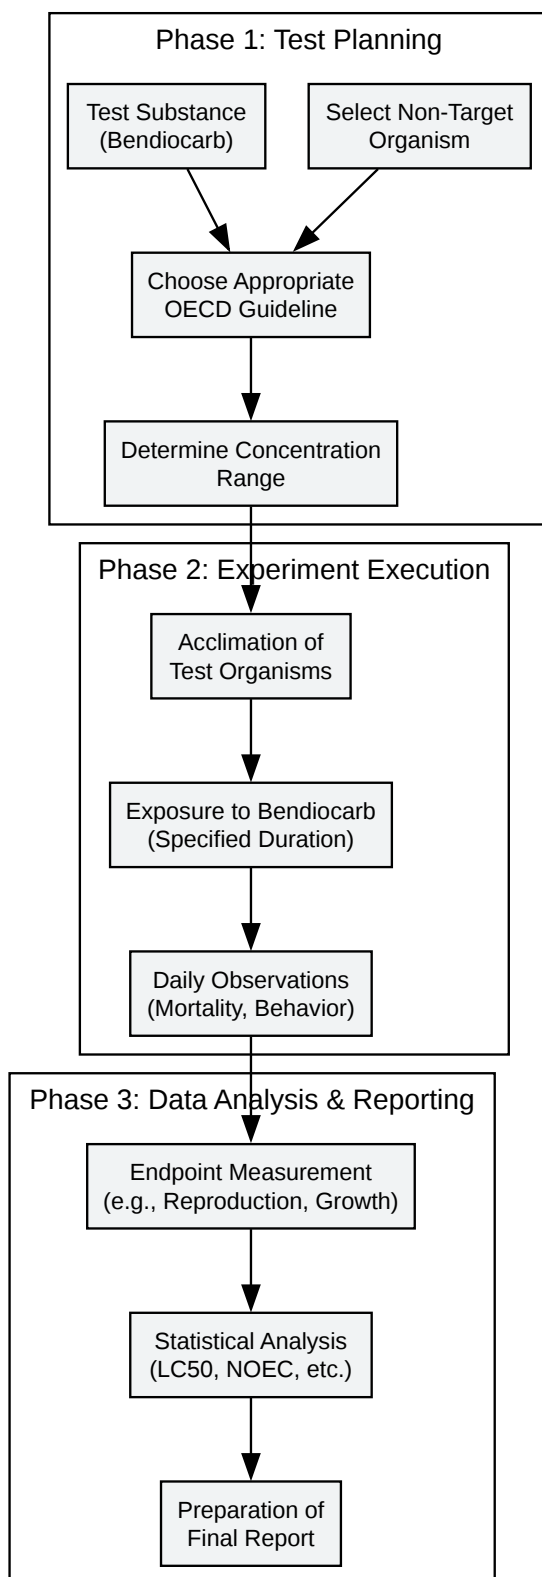 Phase 1: Test Planning
Test Substance
(Bendiocarb)
Select Non-Target
Organism
Choose Appropriate
OECD Guideline
Determine Concentration
Range
Phase 2: Experiment Execution
Acclimation of
Test Organisms
Exposure to Bendiocarb
(Specified Duration)
Daily Observations
(Mortality, Behavior)
Phase 3: Data Analysis & Reporting
Endpoint Measurement
(e.g., Reproduction, Growth)
Statistical Analysis
(LC50, NOEC, etc.)
Preparation of
Final Report